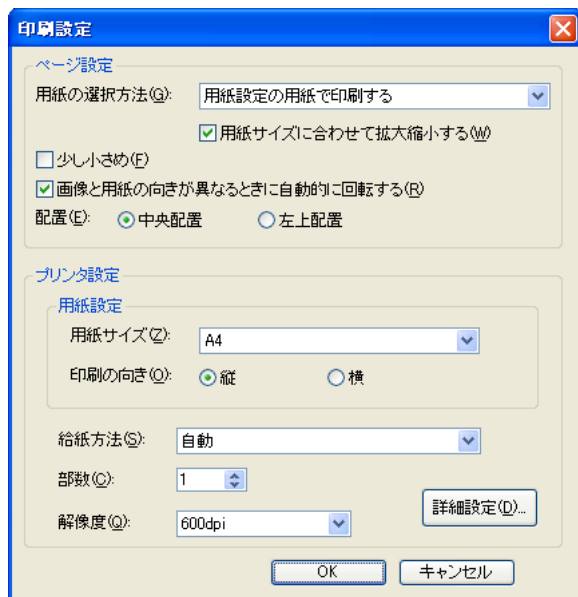 印刷設定
ページ設定
用紙の選択方法(G): 用紙設定の用紙で印刷する
用紙サイズに合わせて拡大縮小する(W)
少し小さめ(F)
画像と用紙の向きが異なるときに自動的に回転する(R)
配置(E): 中央配置 左上配置
プリンタ設定
用紙設定
用紙サイズ(Z): A4
印刷の向き(O): 縦 横
給紙方法(S): 自動
部数(C): 1
解像度(Q): 600dpi
詳細設定(D)...
OK キャンセル